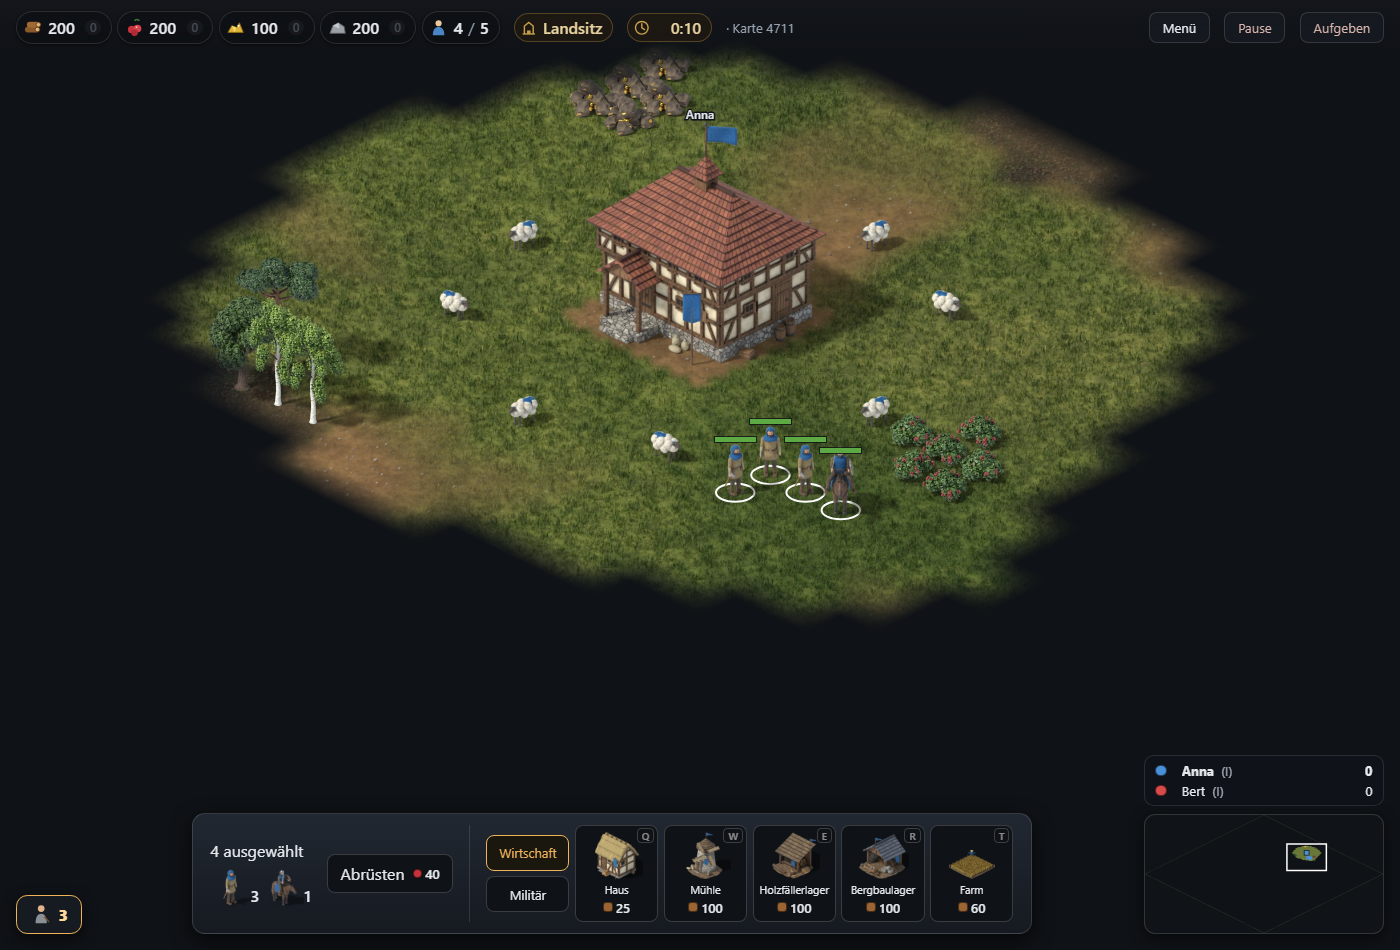 200 0 200 0 100 0 200 0 4 / 5 Landsitz 0:10 · Karte 4711 Menü Pause Aufgeben
Anna
Anna (I) 0
Bert (I) 0
4 ausgewählt
3 1
Abrüsten 40
Wirtschaft
Militär
Q W E R T
Haus Mühle Holzfällerlager Bergbaulager Farm
25 100 100 100 60
3